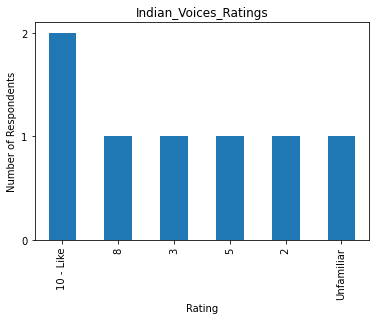 Indian_Voices_Ratings
Number of Respondents
2
1
0
10 - Like
8
3
5
2
Unfamiliar
Rating